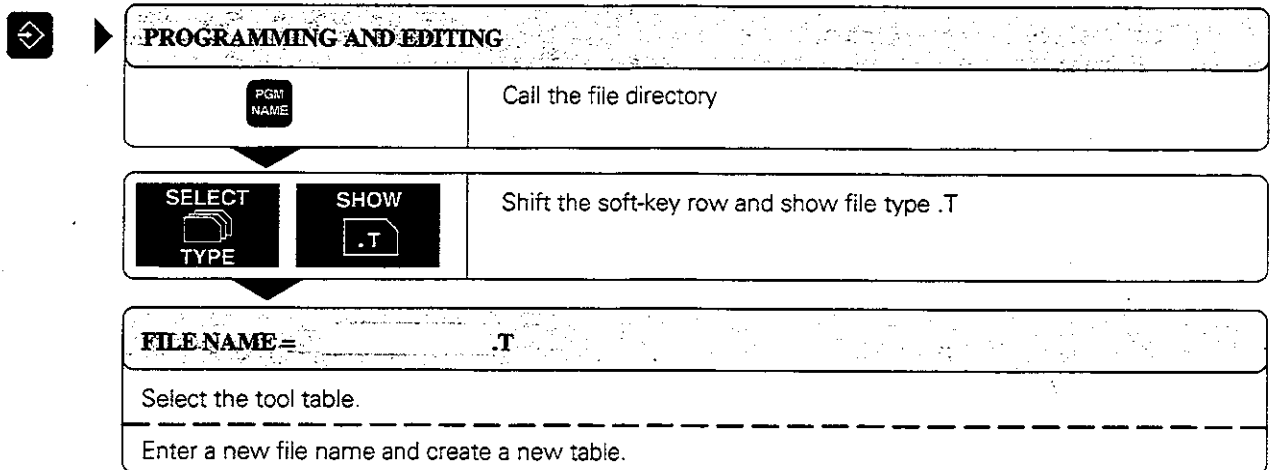 PROGRAMMING AND EDITING
PGM
NAME
Call the file directory
SELECT
TYPE
SHOW
.T
Shift the soft-key row and show file type .T
FILE NAME = .T
Select the tool table.
Enter a new file name and create a new table.